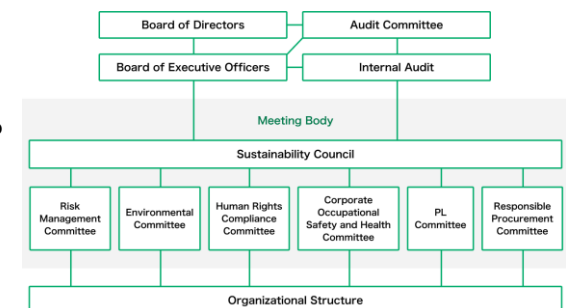 Board of Directors
Audit Committee
Board of Executive Officers
Internal Audit
Meeting Body
Sustainability Council
Risk
Management
Committee
Environmental
Committee
Human Rights
Compliance
Committee
Corporate
Occupational
Safety and Health
Committee
PL
Committee
Responsible
Procurement
Committee
Organizational Structure